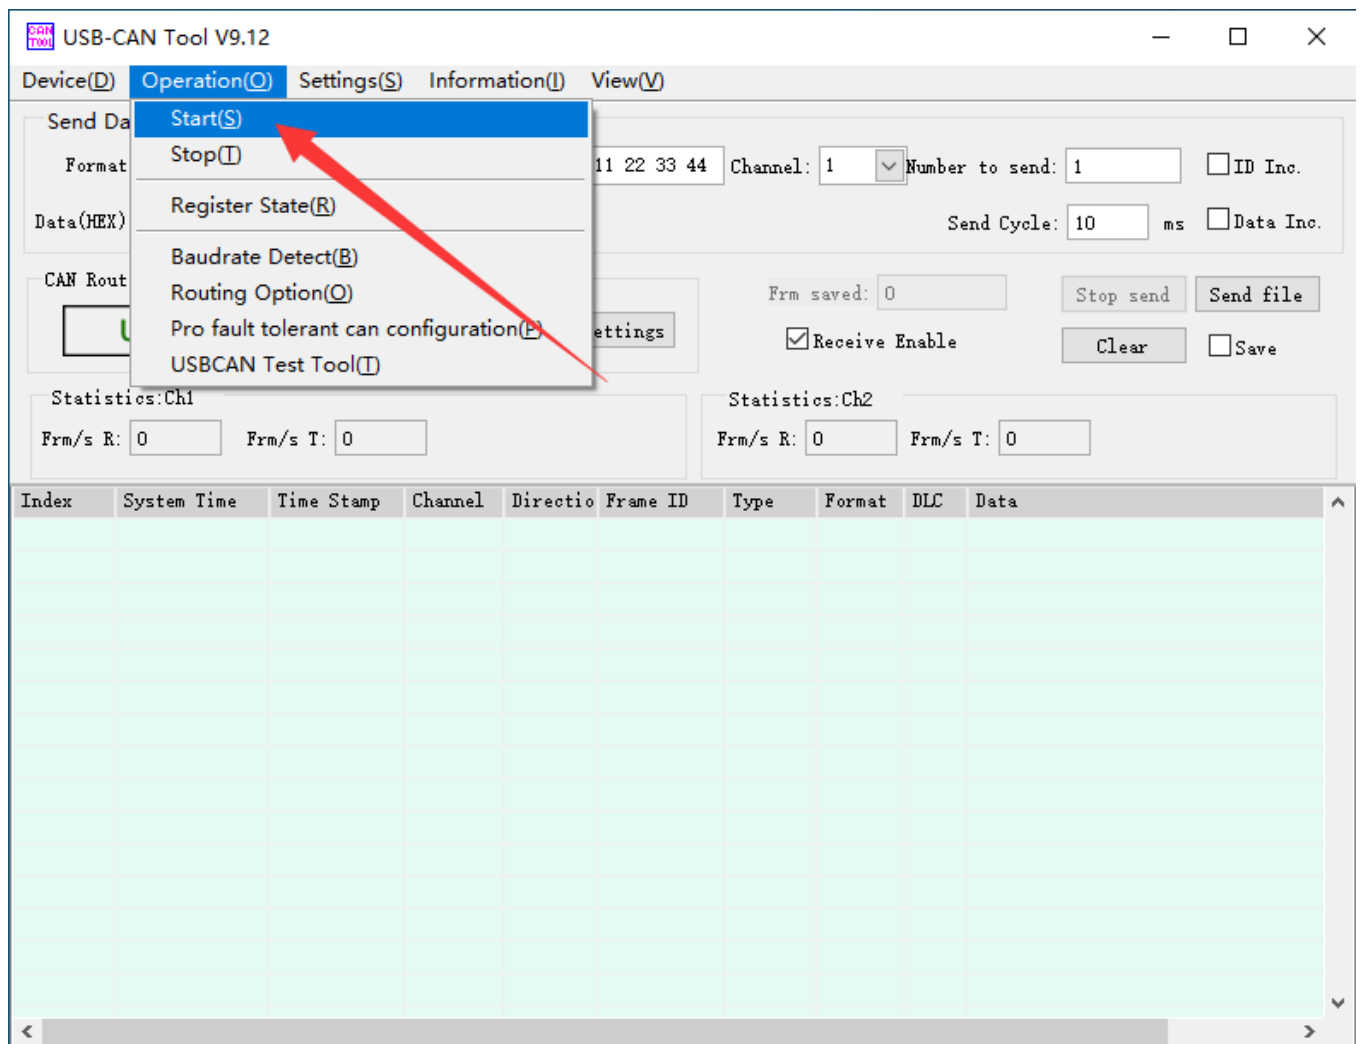 CAN TOOL USB-CAN Tool V9.12
Device(D) Operation(O) Settings(S) Information(I) View(V)
Start(S)
Stop(T)
Register State(R)
Baudrate Detect(B)
Routing Option(O)
Pro fault tolerant can configuration(P)
USBCAN Test Tool(T)
Send Da
Format 11 22 33 44 Channel: 1 Number to send: 1 ID Inc.
Data(HEX) Send Cycle: 10 ms Data Inc.
CAN Rout Frm saved: 0 Stop send Send file
ettings Receive Enable Clear Save
Statistics:Ch1 Statistics:Ch2
Frm/s R: 0 Frm/s T: 0 Frm/s R: 0 Frm/s T: 0
Index System Time Time Stamp Channel Directio Frame ID Type Format DLC Data